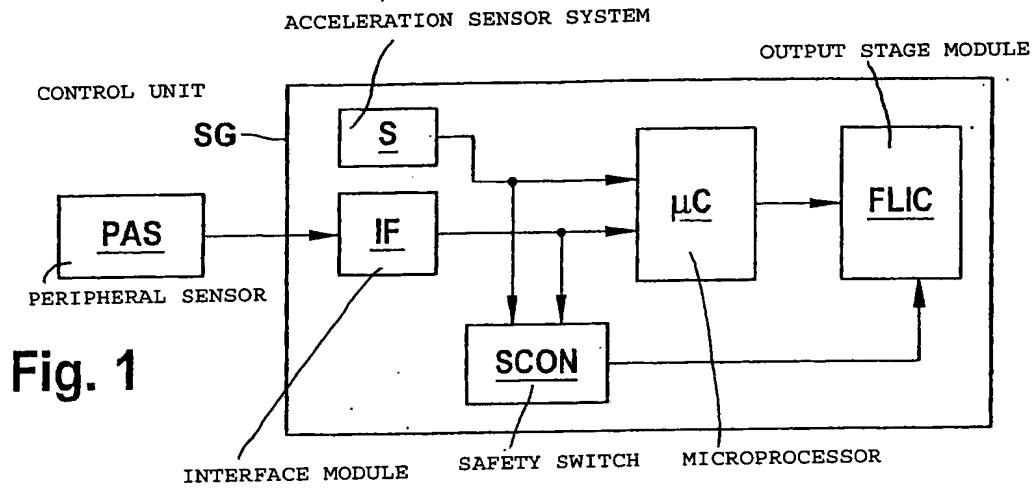 ACCELERATION SENSOR SYSTEM
OUTPUT STAGE MODULE
CONTROL UNIT
SG
S
PAS
IF
μC
FLIC
PERIPHERAL SENSOR
SCON
Fig. 1
INTERFACE MODULE
SAFETY SWITCH
MICROPROCESSOR